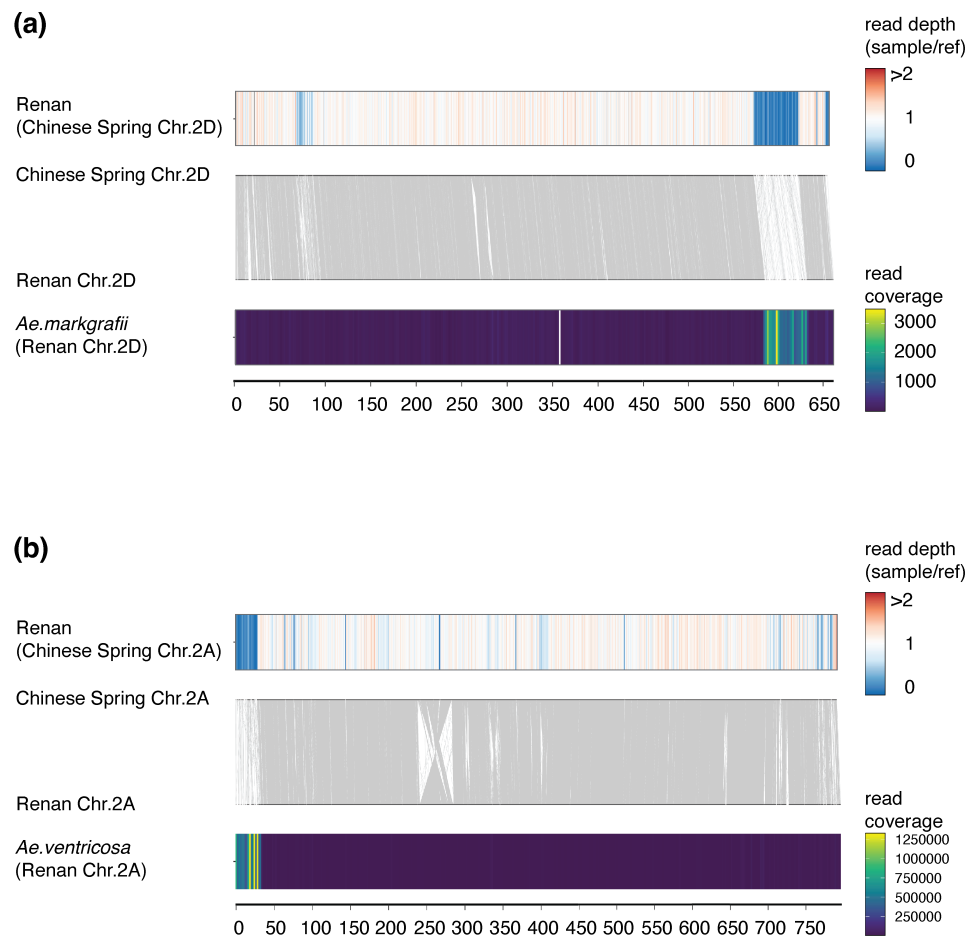 (a)
read depth
(sample/ref)
>2
1
0
Renan
(Chinese Spring Chr.2D)
Chinese Spring Chr.2D
Renan Chr.2D
read
coverage
3000
2000
1000
Ae.markgrafii
(Renan Chr.2D)
0 50 100 150 200 250 300 350 400 450 500 550 600 650
(b)
read depth
(sample/ref)
>2
1
0
Renan
(Chinese Spring Chr.2A)
Chinese Spring Chr.2A
Renan Chr.2A
read
coverage
1250000
1000000
750000
500000
250000
Ae.ventricosa
(Renan Chr.2A)
0 50 100 150 200 250 300 350 400 450 500 550 600 650 700 750